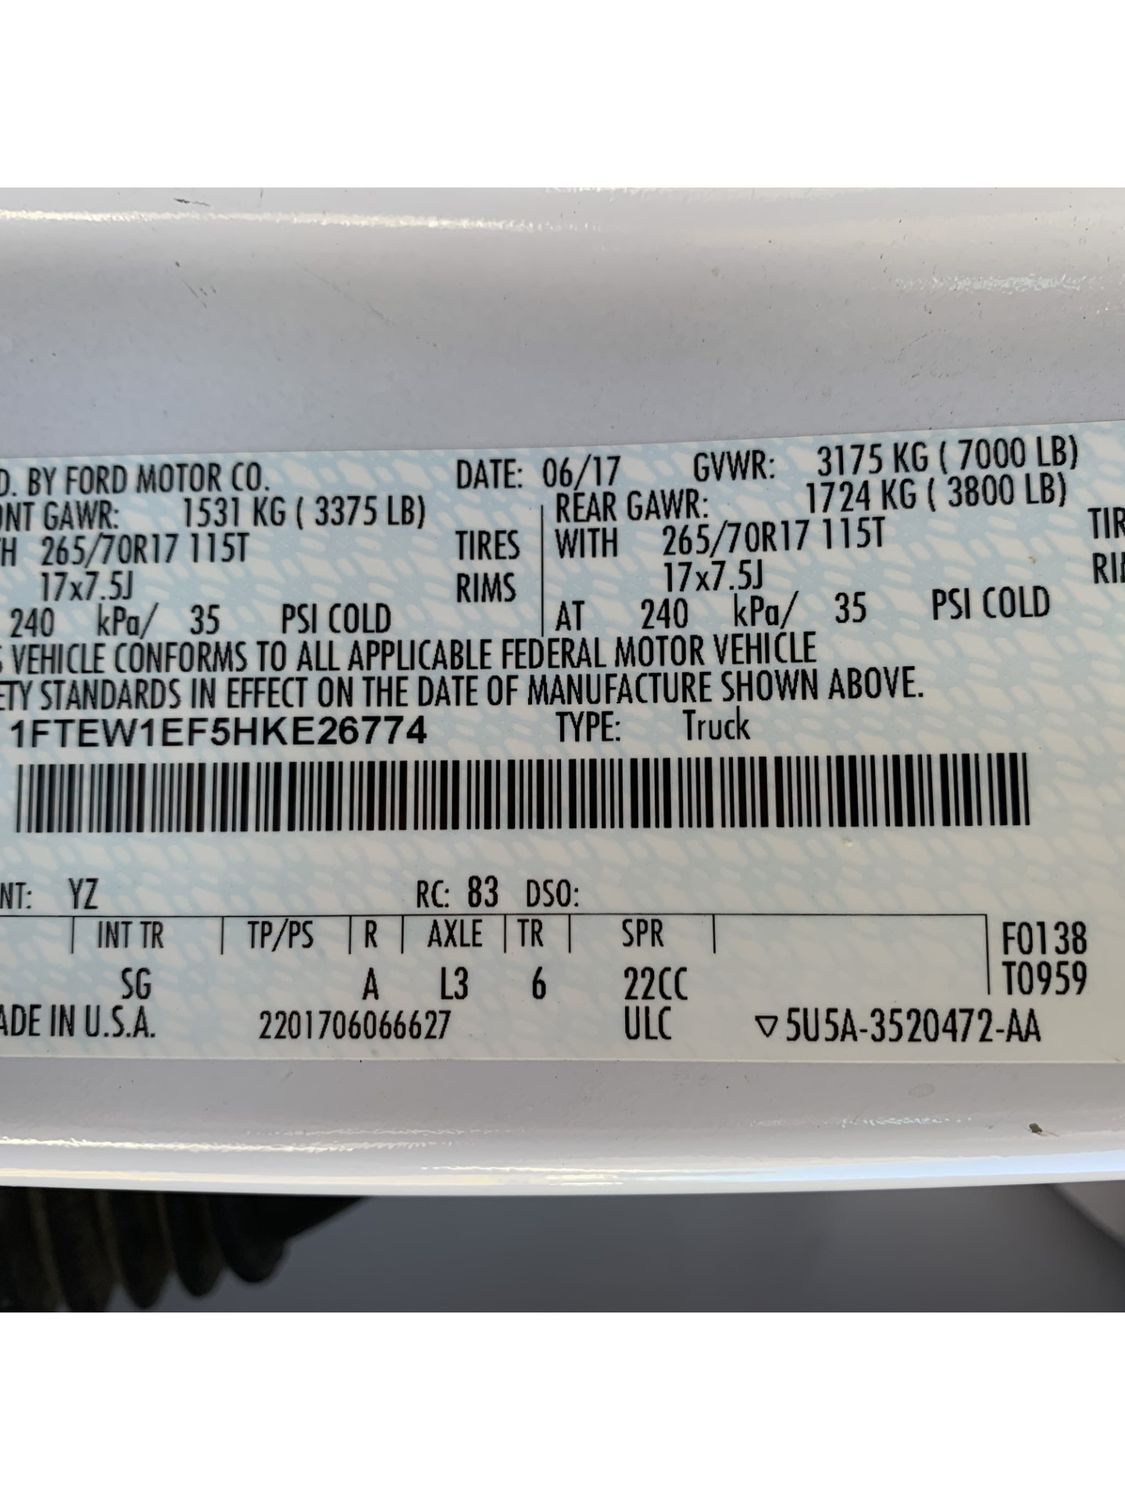 D. BY FORD MOTOR CO. DATE: 06/17 GVWR: 3175 KG ( 7000 LB)
ONT GAWR: 1531 KG ( 3375 LB) REAR GAWR: 1724 KG ( 3800 LB)
TH 265/70R17 115T TIRES WITH 265/70R17 115T TIR
17x7.5J RIMS 17x7.5J RI
240 kPa/ 35 PSI COLD AT 240 kPa/ 35 PSI COLD
S VEHICLE CONFORMS TO ALL APPLICABLE FEDERAL MOTOR VEHICLE
ETY STANDARDS IN EFFECT ON THE DATE OF MANUFACTURE SHOWN ABOVE.
1FTEW1EF5HKE26774 TYPE: Truck
NT: YZ RC: 83 DSO:
INT TR TP/PS R AXLE TR SPR F0138
SG A L3 6 22CC T0959
ADE IN U.S.A. 2201706066627 ULC ▽5U5A-3520472-AA